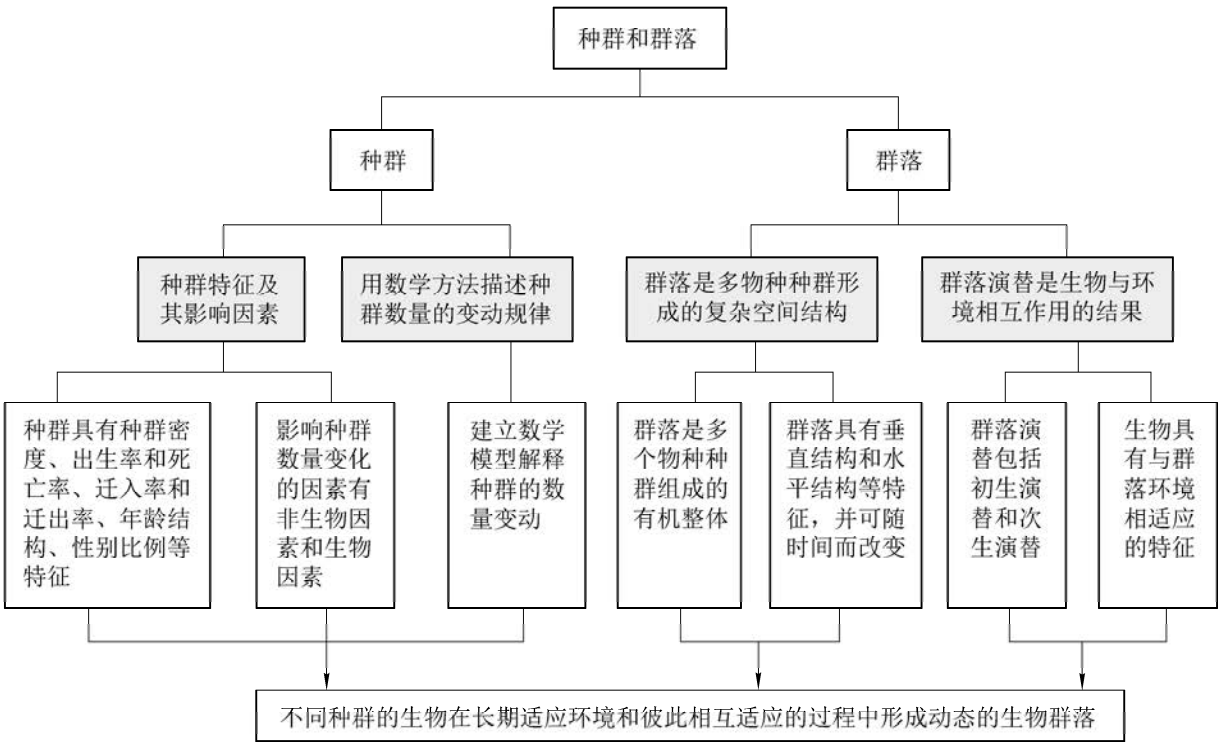 种群和群落
种群
群落
种群特征及
其影响因素
用数学方法描述种
群数量的变动规律
群落是多物种种群形
成的复杂空间结构
群落演替是生物与环
境相互作用的结果
种群具有种群密
度、出生率和死
亡率、迁入率和
迁出率、年龄结
构、性别比例等
特征
影响种群
数量变化
的因素有
非生物因
素和生物
因素
建立数学
模型解释
种群的数
量变动
群落是多
个物种种
群组成的
有机整体
群落具有垂
直结构和水
平结构等特
征，并可随
时间而改变
群落演
替包括
初生演
替和次
生演替
生物具
有与群
落环境
相适应
的特征
不同种群的生物在长期适应环境和彼此相互适应的过程中形成动态的生物群落